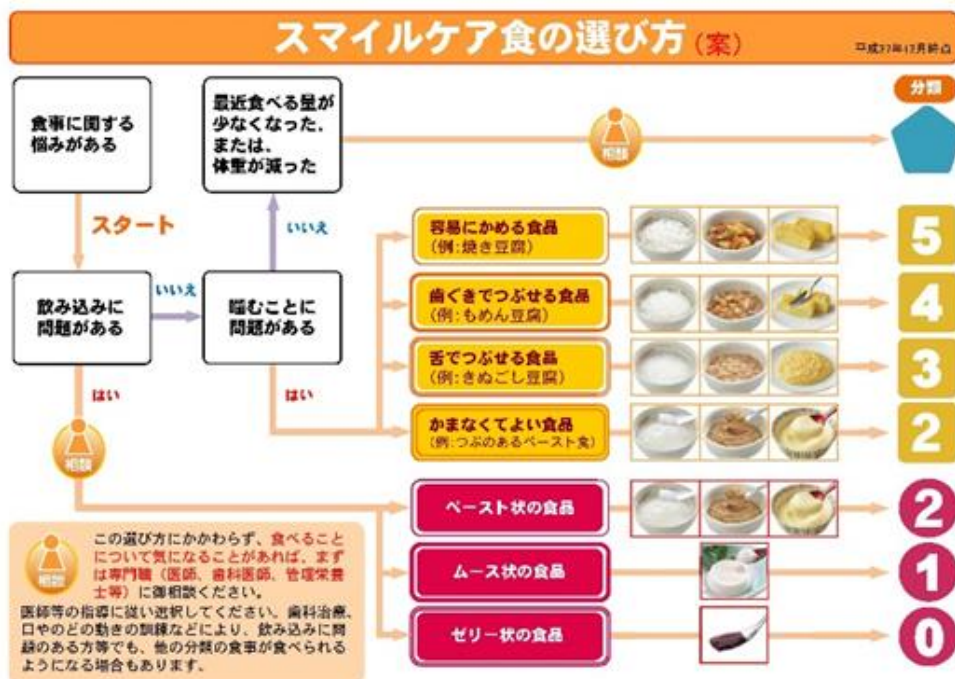 スマイルケア食の選び方(案)
平成27年12月時点
食事に関する
悩みがある
最近食べる量が
少なくなった、
または、
体重が減った
相談
分類
スタート
いいえ
飲み込みに
問題がある
いいえ
噛むことに
問題がある
はい
はい
相談
容易にかめる食品
(例:焼き豆腐)
5
歯ぐきでつぶせる食品
(例:もめん豆腐)
4
舌でつぶせる食品
(例:きぬごし豆腐)
3
かまなくてよい食品
(例:つぶのあるペースト食)
2
ペースト状の食品
2
ムース状の食品
1
ゼリー状の食品
0
相談
この選び方にかかわらず、食べること
について気になることがあれば、まず
は専門職(医師、歯科医師、管理栄養
士等)に御相談ください。
医師等の指導に従い選択してください。歯科治療、
口やのどの動きの訓練などにより、飲み込みに問
題のある方等でも、他の分類の食事が食べられる
ようになる場合もあります。